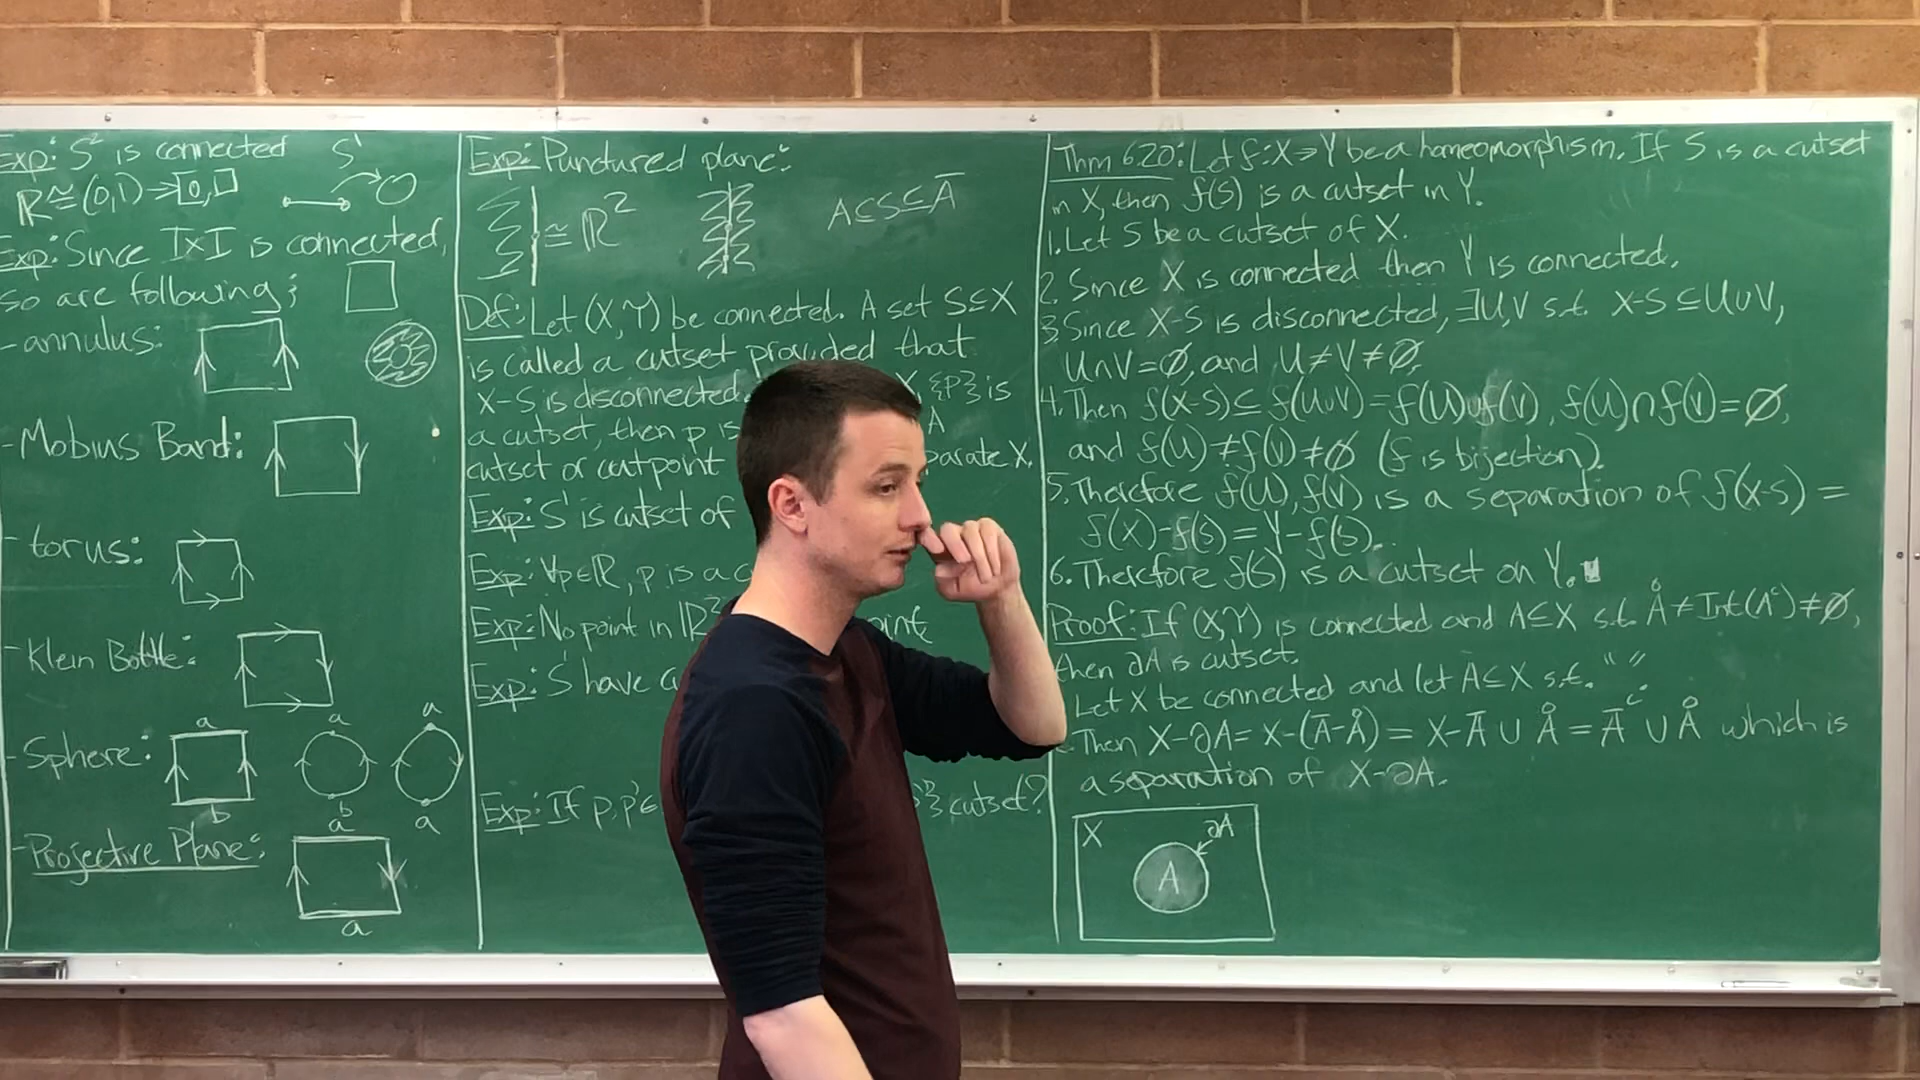 Exp: S² is connected S¹
ℝ≅(0,1)→[0,1]
Exp: Since I×I is connected,
so are following:
-annulus:
-Mobius Band:
-torus:
-Klein Bottle:
-Sphere: a b a b a a
-Projective Plane: a a
Exp: Punctured plane:
≅ℝ² A⊆S⊆Ā
Def: Let (X,Υ) be connected. A set S⊆X
is called a cutset provided that
X-S is disconnected. {p} is
a cutset, then p is A
cutset or cutpoint separate X.
Exp: S¹ is cutset of
Exp: ∀p∈ℝ, p is a
Exp: No point in ℝ²
Exp: S¹ have
Exp: If p,p'∈ } cutset?
Thm 6.20: Let f:X→Y be a homeomorphism. If S is a cutset
in X, then f(S) is a cutset in Y.
1. Let S be a cutset of X.
2. Since X is connected then Y is connected.
3. Since X-S is disconnected, ∃U,V s.t. X-S⊆U∪V,
U∩V=∅, and U≠V≠∅.
4. Then f(X-S)⊆f(U∪V)=f(U)∪f(V), f(U)∩f(V)=∅,
and f(U)≠f(V)≠∅ (f is bijection).
5. Therefore f(U),f(V) is a separation of f(X-S)=
f(X)-f(S)=Y-f(S).
6. Therefore f(S) is a cutset on Y.
Proof: If (X,Υ) is connected and A⊆X s.t. Å≠Int(Aᶜ)≠∅,
then ∂A is cutset.
Let X be connected and let A⊆X s.t. " "
Then X-∂A=X-(Ā-Å)=X-Ā∪Å=Āᶜ∪Å which is
a separation of X-∂A.
X ∂A
A